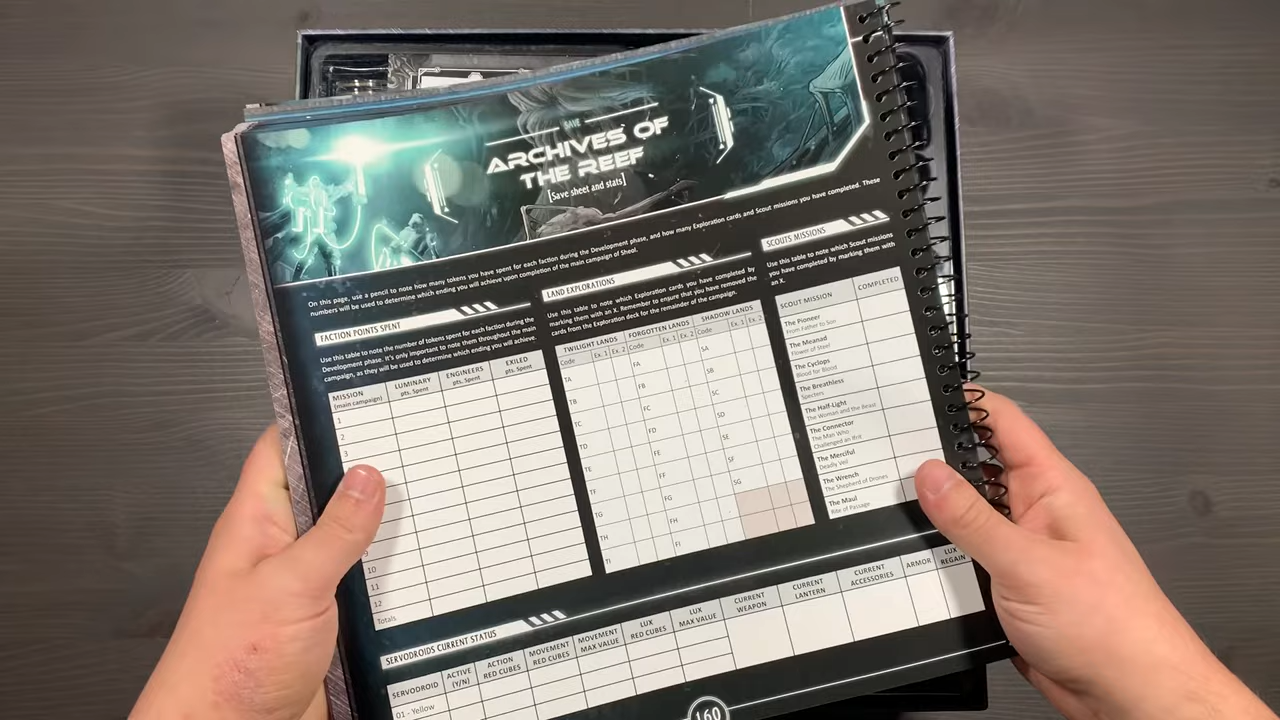 SAVE
ARCHIVES OF
THE REEF
[Save sheet and stats]
On this page, use a pencil to note how many tokens you have spent for each faction during the Development phase, and how many Exploration cards and Scout missions you have completed. These
numbers will be used to determine which ending you will achieve upon completion of the main campaign of Sheol.
FACTION POINTS SPENT
Use this table to note the number of tokens spent for each faction during the
Development phase. It's only important to note them throughout the main
campaign, as they will be used to determine which ending you will achieve.
MISSION
(main campaign)
LUMINARY
pts. Spent
ENGINEERS
pts. Spent
EXILED
pts. Spent
1
2
3
9
10
11
12
Totals
LAND EXPLORATIONS
Use this table to note which Exploration cards you have completed by
marking them with an X. Remember to ensure that you have removed the
cards from the Exploration deck for the remainder of the campaign.
TWILIGHT LANDS FORGOTTEN LANDS SHADOW LANDS
Code Ex. 1 Ex. 2 Code Ex. 1 Ex. 2 Code Ex. 1 Ex. 2
TA FA SA
TB FB SB
TC FC SC
TD FD SD
TE FE SE
TF FF SF
TG FG SG
TH FH
TI FI
SCOUTS MISSIONS
Use this table to note which Scout missions
you have completed by marking them with
an X.
SCOUT MISSION COMPLETED
The Pioneer
From Father to Son
The Meanad
Flower of Steel
The Cyclops
Blood for Blood
The Breathless
Specters
The Half-Light
The Woman and the Beast
The Connector
The Man Who
Challenged an Brit
The Merciful
Deadly Veil
The Wrench
The Shepherd of Drones
The Maul
Rite of Passage
SERVODROIDS CURRENT STATUS
SERVODROID
ACTIVE
(Y/N)
ACTION
RED CUBES
MOVEMENT
RED CUBES
MOVEMENT
MAX VALUE
LUX
RED CUBES
LUX
MAX VALUE
CURRENT
WEAPON
CURRENT
LANTERN
CURRENT
ACCESSORIES
ARMOR
LUX
REGAIN
01 - Yellow
160